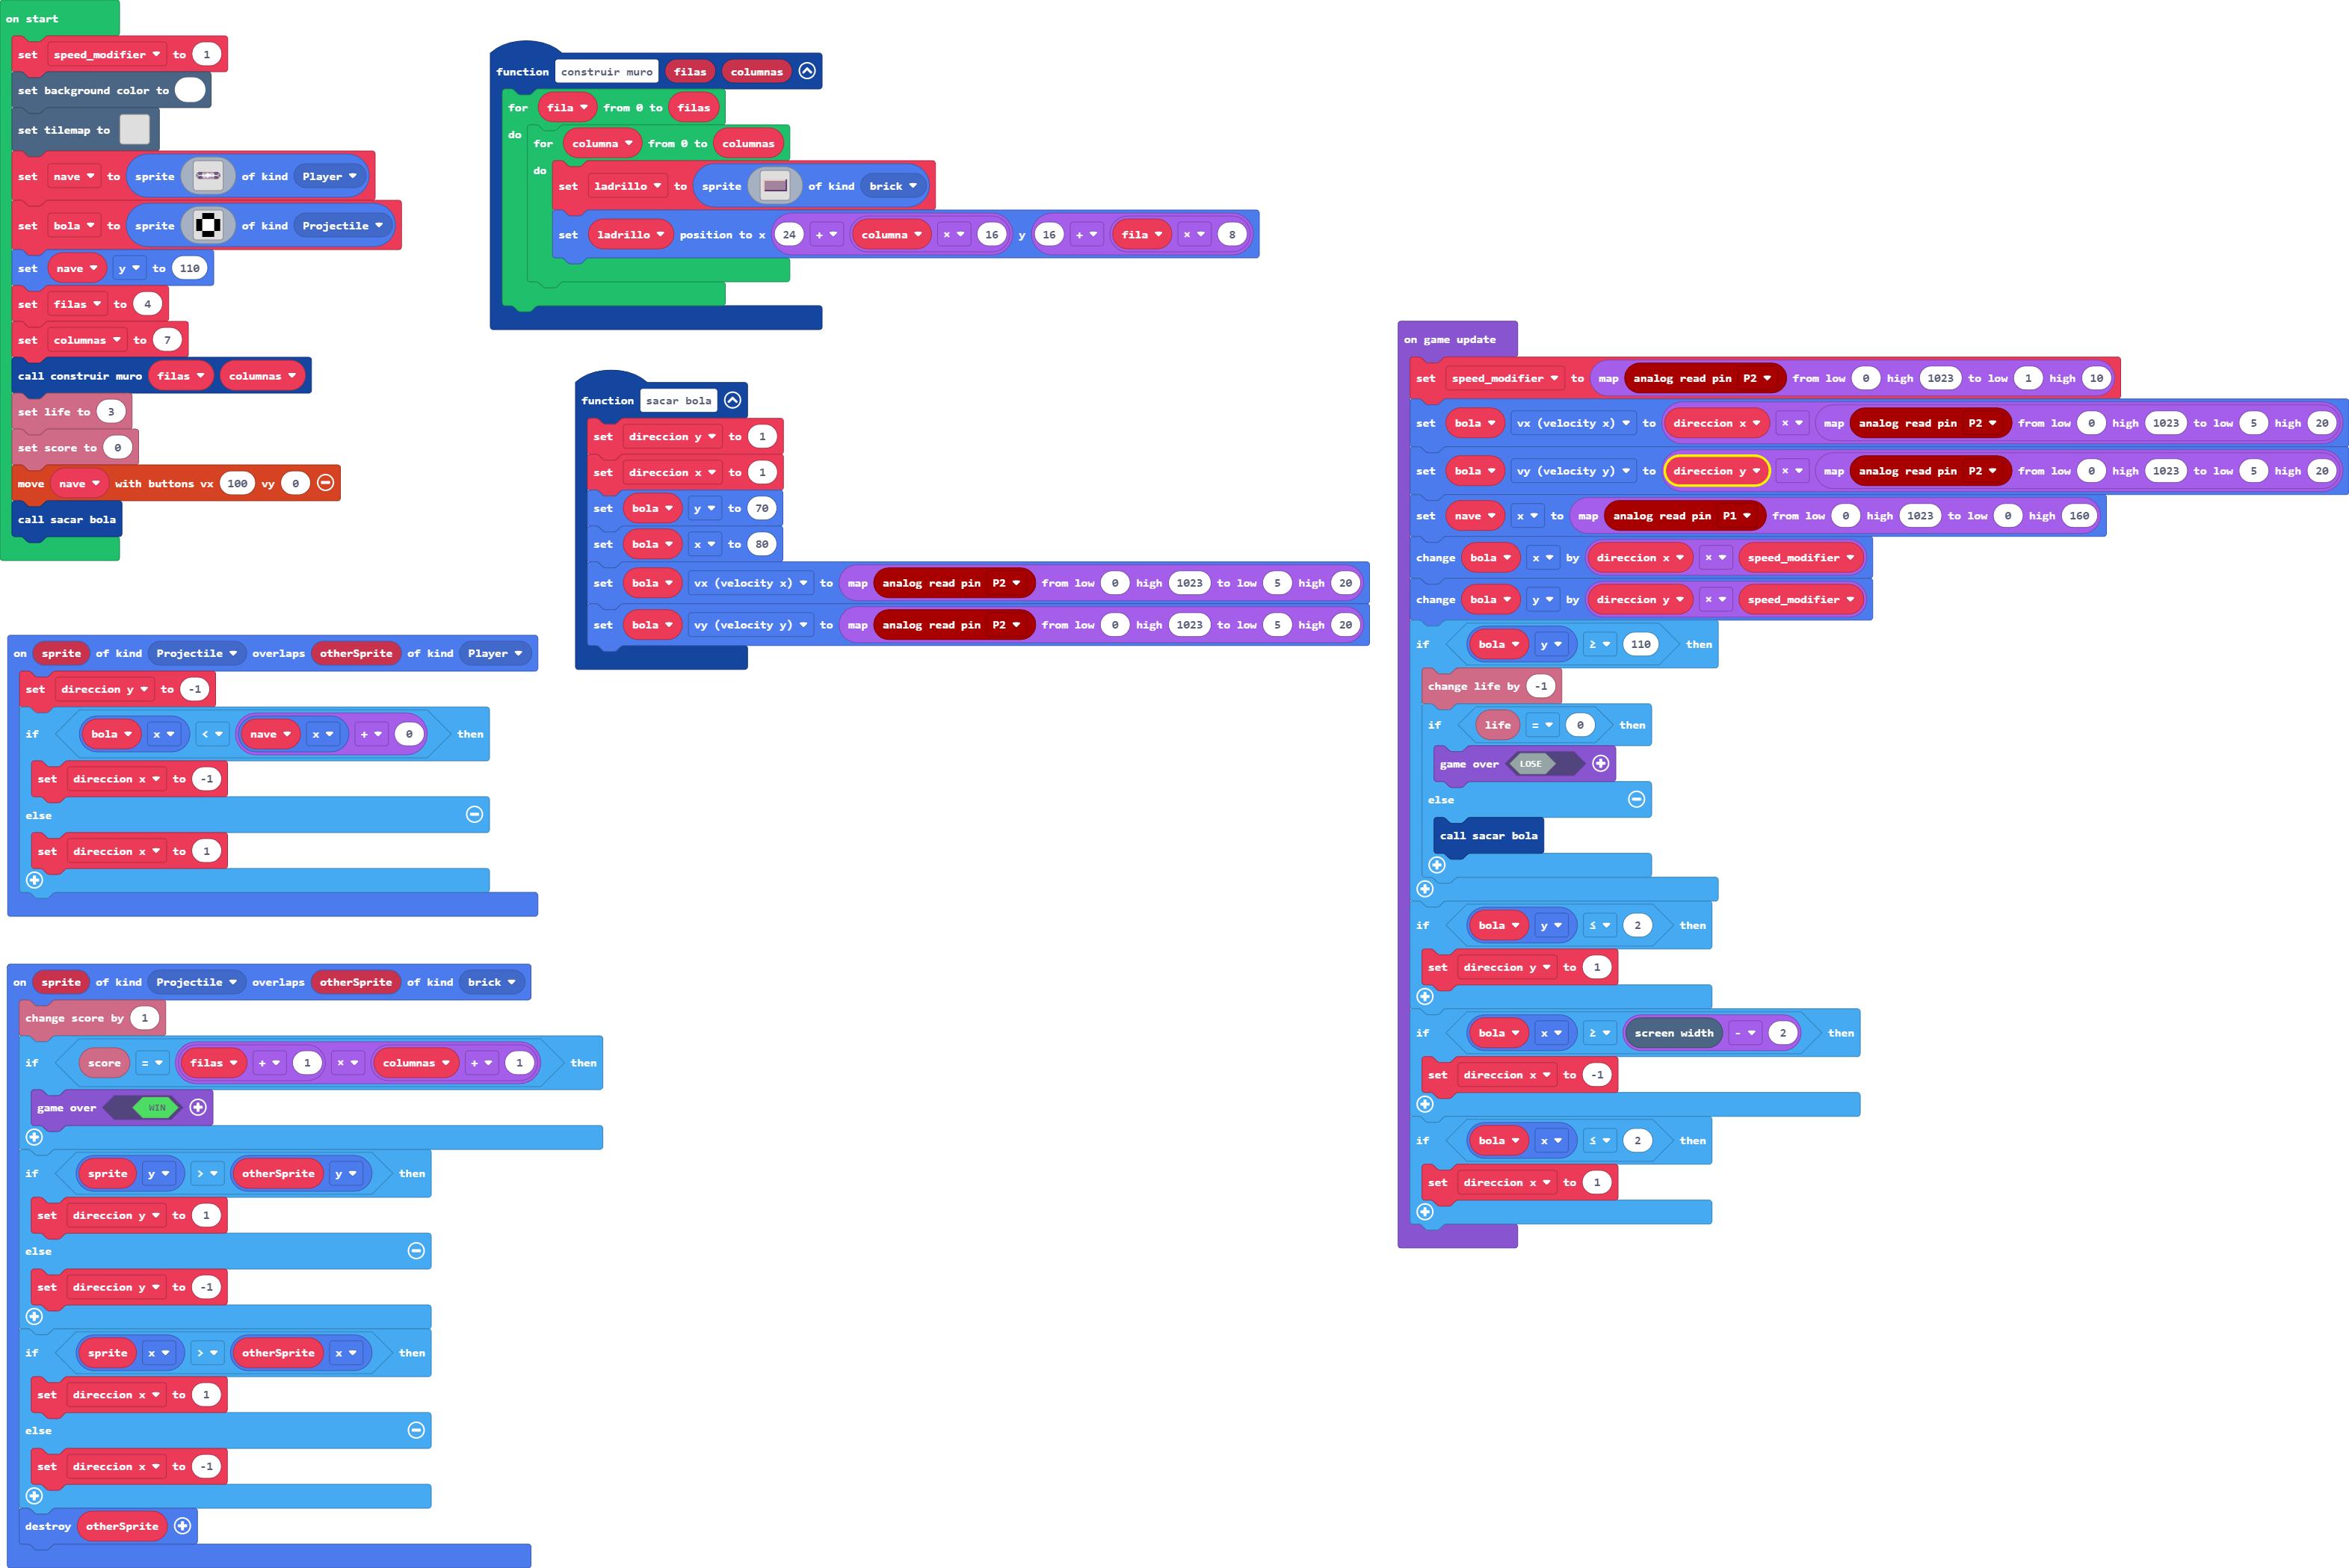 on start
set speed_modifier to 1
set background color to
set tilemap to
set nave to sprite of kind Player
set bola to sprite of kind Projectile
set nave y to 110
set filas to 4
set columnas to 7
call construir muro filas columnas
set life to 3
set score to 0
move nave with buttons vx 100 vy 0
call sacar bola
function construir muro filas columnas
for fila from 0 to filas
do
for columna from 0 to columnas
do
set ladrillo to sprite of kind brick
set ladrillo position to x 24 + columna × 16 y 16 + fila × 8
function sacar bola
set direccion y to 1
set direccion x to 1
set bola y to 70
set bola x to 80
set bola vx (velocity x) to map analog read pin P2 from low 0 high 1023 to low 5 high 20
set bola vy (velocity y) to map analog read pin P2 from low 0 high 1023 to low 5 high 20
on sprite of kind Projectile overlaps otherSprite of kind Player
set direccion y to -1
if bola x < nave x + 0 then
set direccion x to -1
else
set direccion x to 1
on sprite of kind Projectile overlaps otherSprite of kind brick
change score by 1
if score = filas + 1 × columnas + 1 then
game over WIN
if sprite y > otherSprite y then
set direccion y to 1
else
set direccion y to -1
if sprite x > otherSprite x then
set direccion x to 1
else
set direccion x to -1
destroy otherSprite
on game update
set speed_modifier to map analog read pin P2 from low 0 high 1023 to low 1 high 10
set bola vx (velocity x) to direccion x × map analog read pin P2 from low 0 high 1023 to low 5 high 20
set bola vy (velocity y) to direccion y × map analog read pin P2 from low 0 high 1023 to low 5 high 20
set nave x to map analog read pin P1 from low 0 high 1023 to low 0 high 160
change bola x by direccion x × speed_modifier
change bola y by direccion y × speed_modifier
if bola y ≥ 110 then
change life by -1
if life = 0 then
game over LOSE
else
call sacar bola
if bola y ≤ 2 then
set direccion y to 1
if bola x ≥ screen width - 2 then
set direccion x to -1
if bola x ≤ 2 then
set direccion x to 1